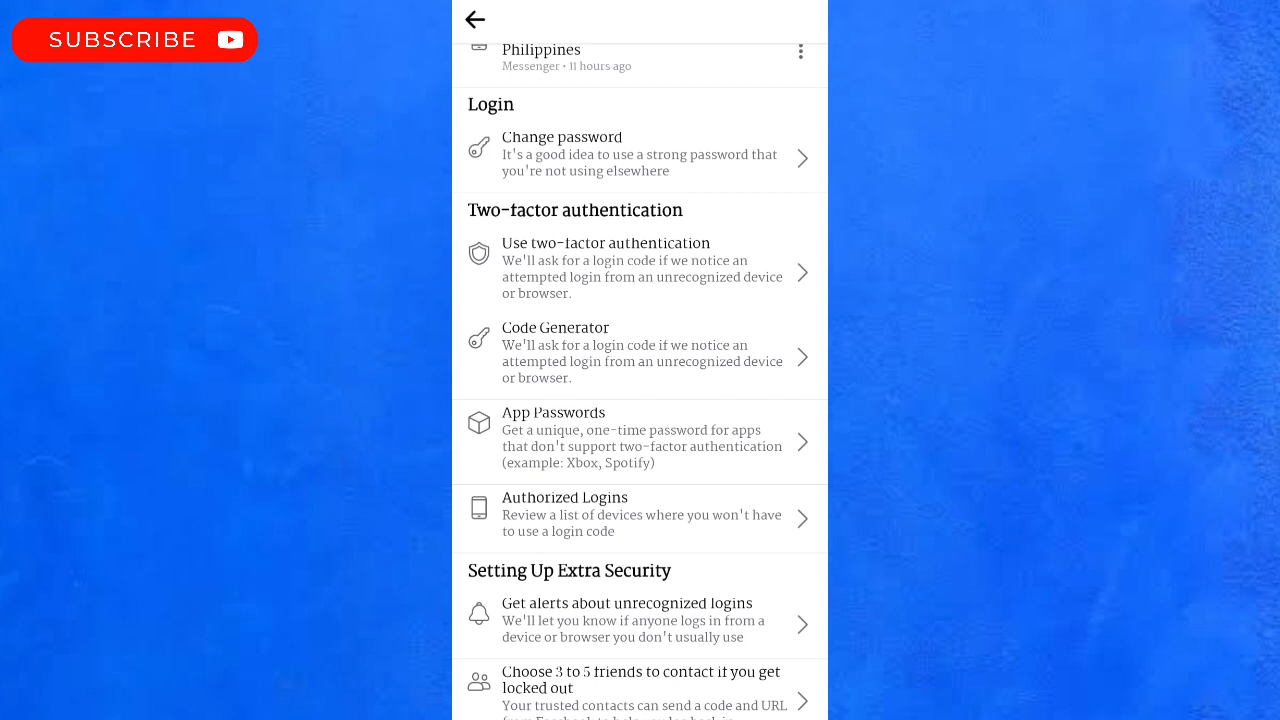 SUBSCRIBE
Philippines
Messenger • 11 hours ago
Login
Change password
It's a good idea to use a strong password that
you're not using elsewhere
Two-factor authentication
Use two-factor authentication
We'll ask for a login code if we notice an
attempted login from an unrecognized device
or browser.
Code Generator
We'll ask for a login code if we notice an
attempted login from an unrecognized device
or browser.
App Passwords
Get a unique, one-time password for apps
that don't support two-factor authentication
(example: Xbox, Spotify)
Authorized Logins
Review a list of devices where you won't have
to use a login code
Setting Up Extra Security
Get alerts about unrecognized logins
We'll let you know if anyone logs in from a
device or browser you don't usually use
Choose 3 to 5 friends to contact if you get
locked out
Your trusted contacts can send a code and URL